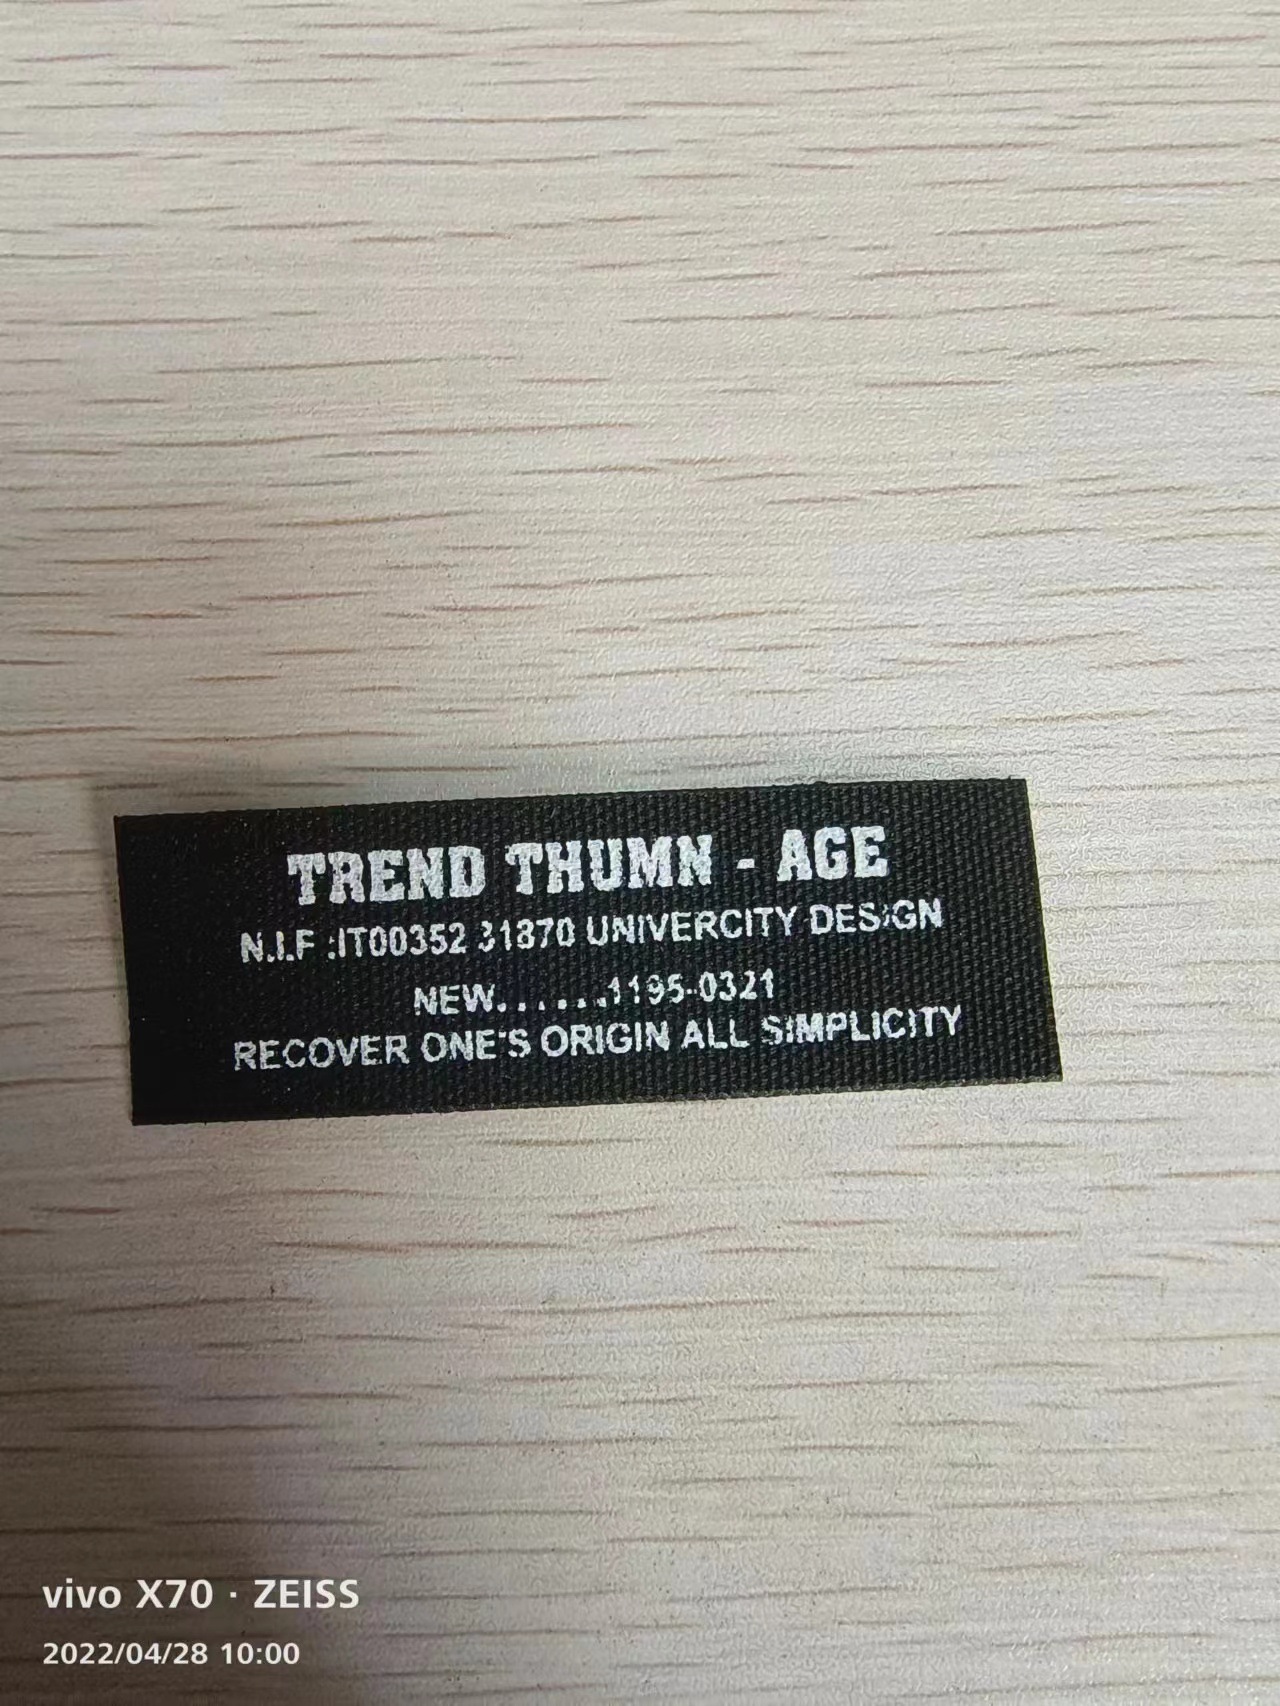 TREND THUMN - AGE
N.I.F :IT00352 31870 UNIVERCITY DESIGN
NEW.......1195-0321
RECOVER ONE'S ORIGIN ALL SIMPLICITY
vivo X70 · ZEISS
2022/04/28 10:00